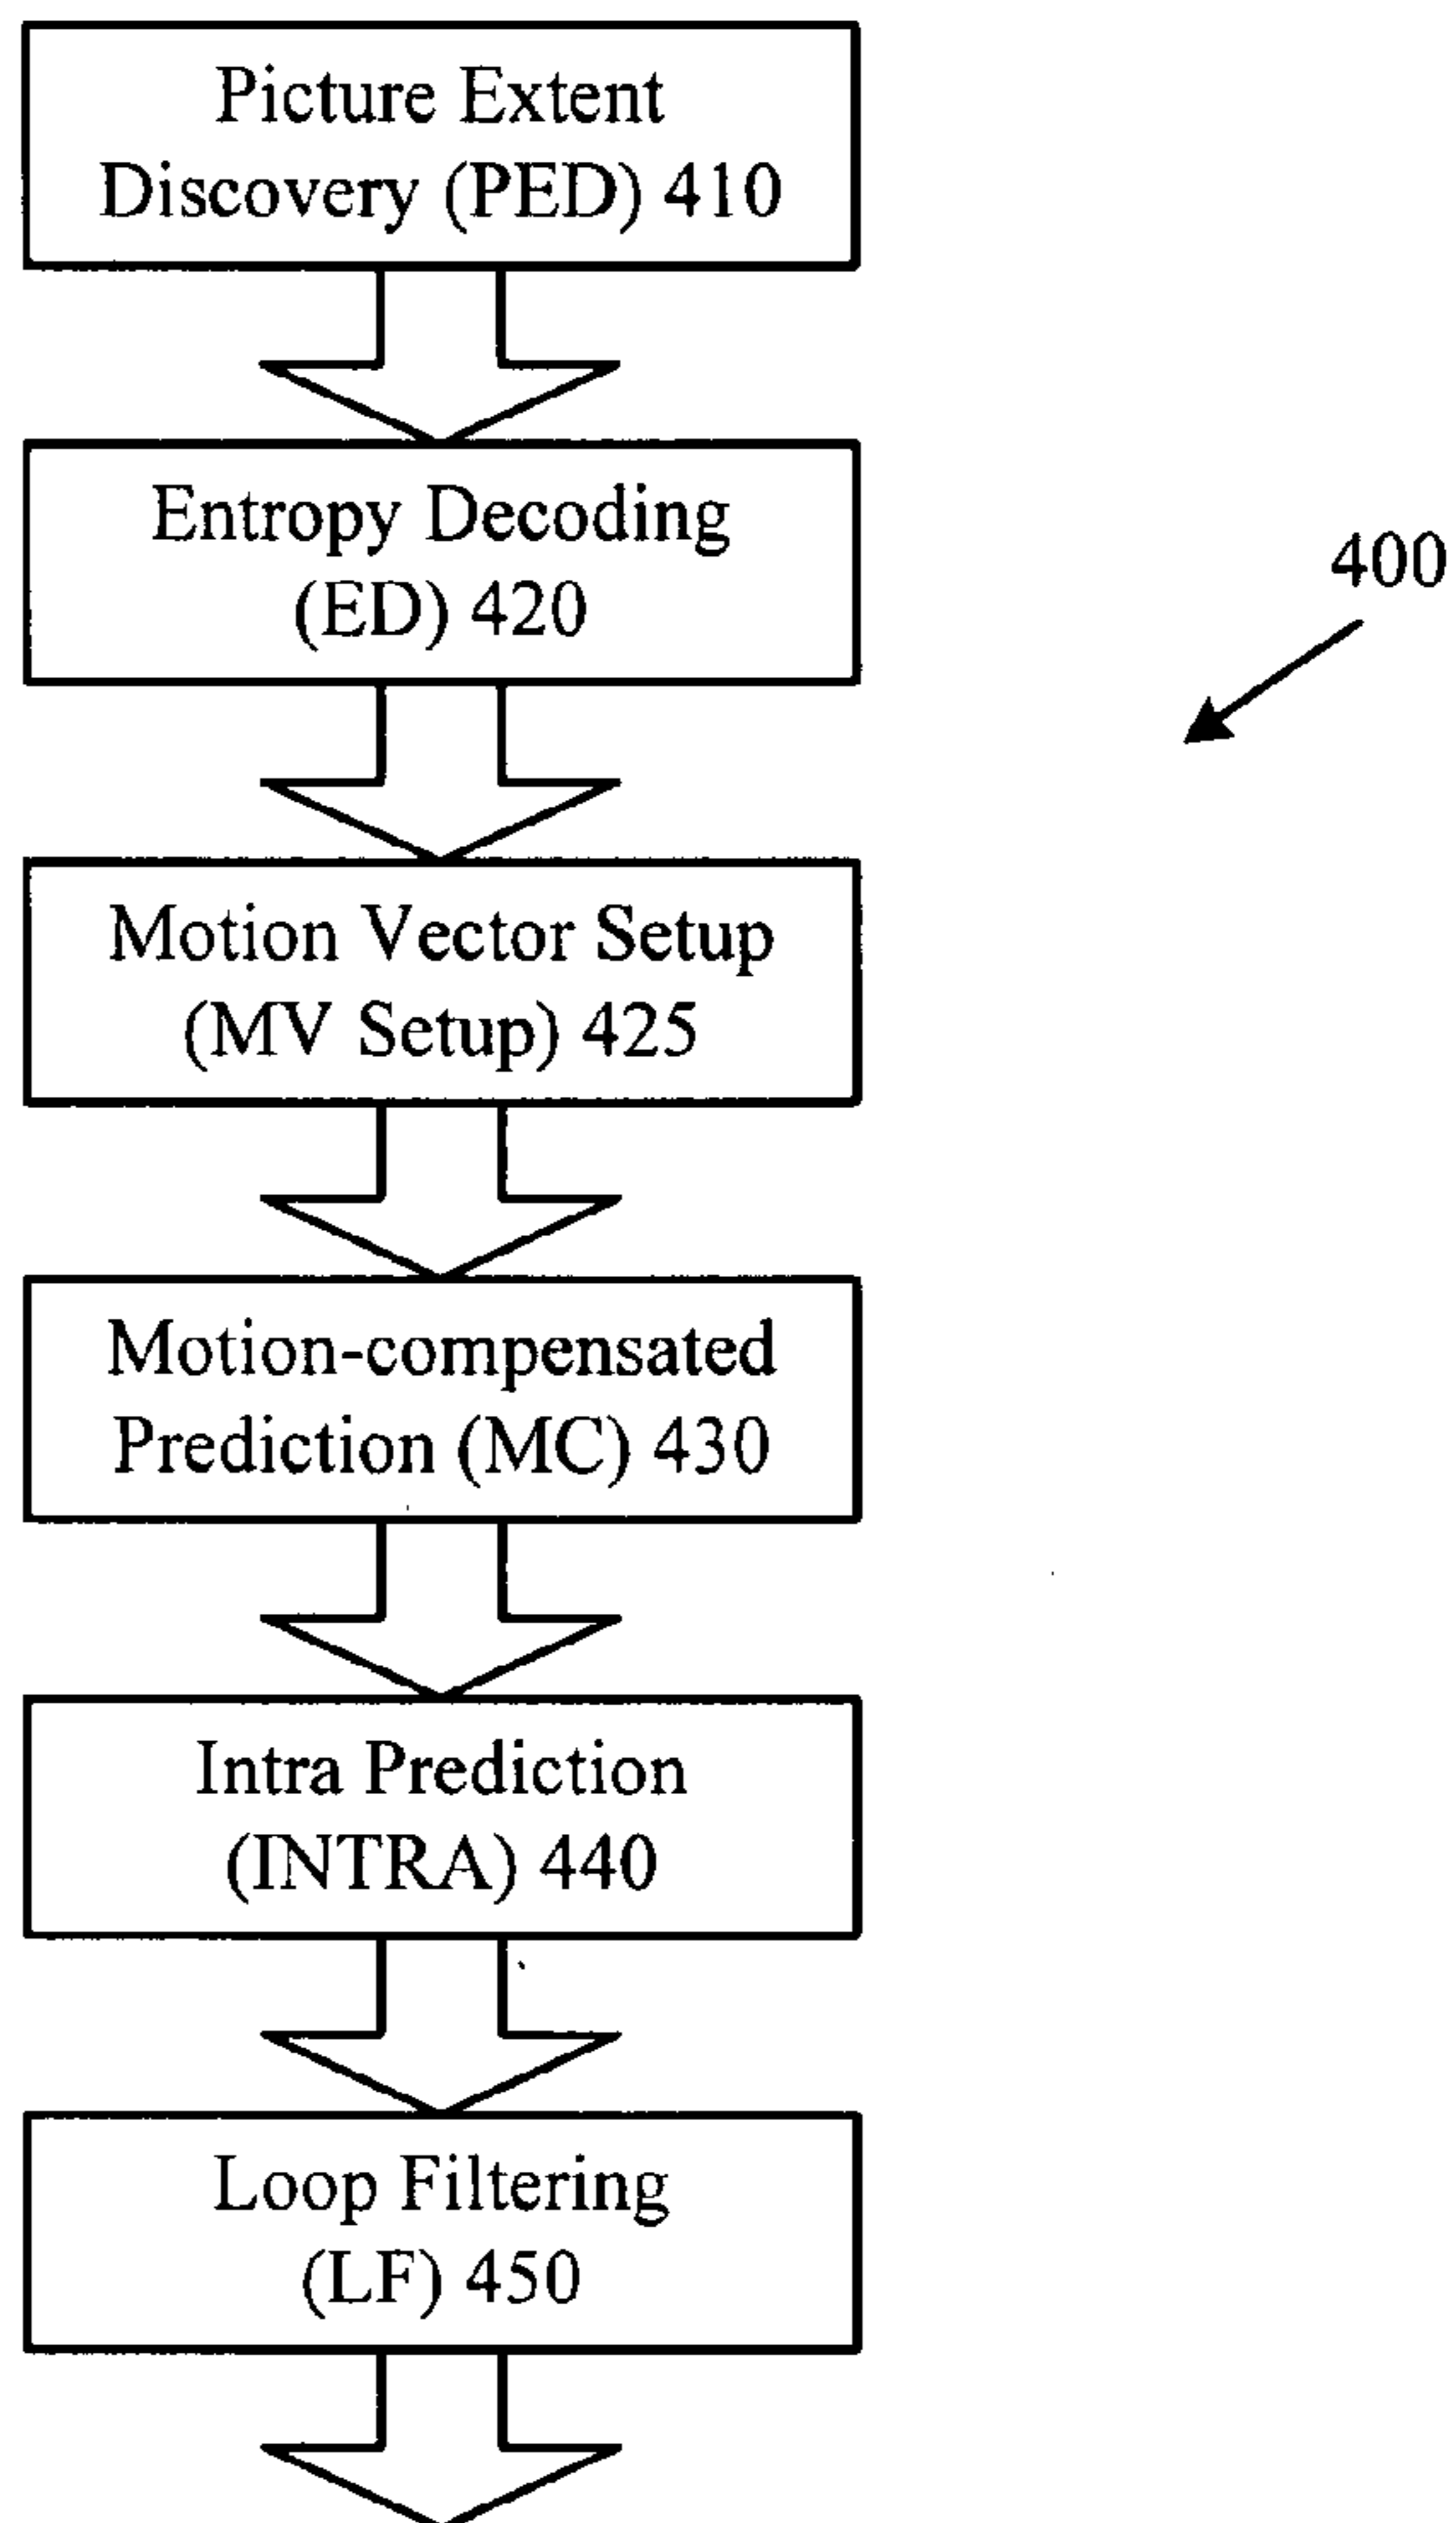 Picture Extent
Discovery (PED) 410
Entropy Decoding
(ED) 420
400
Motion Vector Setup
(MV Setup) 425
Motion-compensated
Prediction (MC) 430
Intra Prediction
(INTRA) 440
Loop Filtering
(LF) 450